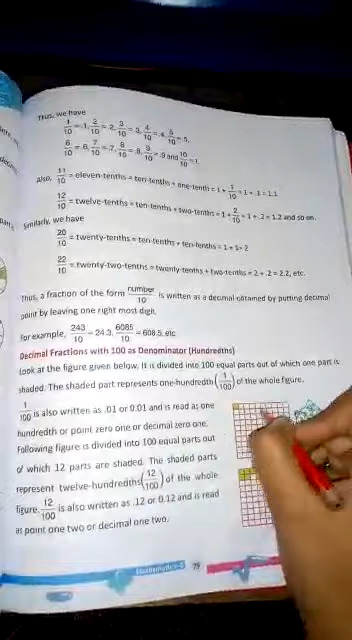 Thus, we have
1/10 = .1, 2/10 = .2, 3/10 = .3, 4/10 = .4, 5/10 = .5,
6/10 = .6, 7/10 = .7, 8/10 = .8, 9/10 = .9 and 10/10 = 1.
Also, 11/10 = eleven-tenths = ten-tenths + one-tenth = 1 + 1/10 = 1 + .1 = 1.1
12/10 = twelve-tenths = ten-tenths + two-tenths = 1 + 2/10 = 1 + .2 = 1.2 and so on.
Similarly, we have
20/10 = twenty-tenths = ten-tenths + ten-tenths = 1 + 1 = 2
22/10 = twenty-two-tenths = twenty-tenths + two-tenths = 2 + .2 = 2.2, etc.
Thus, a fraction of the form number/10 is written as a decimal obtained by putting decimal
point by leaving one right most digit.
For example, 243/10 = 24.3, 6085/10 = 608.5, etc.
Decimal Fractions with 100 as Denominator (Hundredths)
Look at the figure given below. It is divided into 100 equal parts out of which one part is
shaded. The shaded part represents one-hundredth (1/100) of the whole figure.
1/100 is also written as .01 or 0.01 and is read as one
hundredth or point zero one or decimal zero one.
Following figure is divided into 100 equal parts out
of which 12 parts are shaded. The shaded parts
represent twelve-hundredths (12/100) of the whole
figure. 12/100 is also written as .12 or 0.12 and is read
as point one two or decimal one two.
Mathematics-5